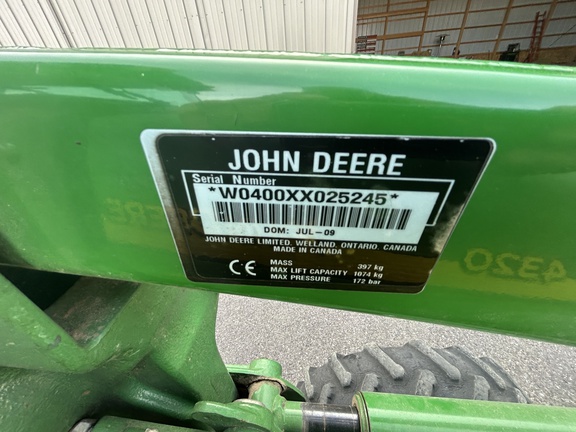 JOHN DEERE
Serial Number
*W0400XX025245*
DOM: JUL-09
JOHN DEERE LIMITED, WELLAND, ONTARIO, CANADA
MADE IN CANADA
CE
MASS 397 kg
MAX LIFT CAPACITY 1074 kg
MAX PRESSURE 172 bar
4320